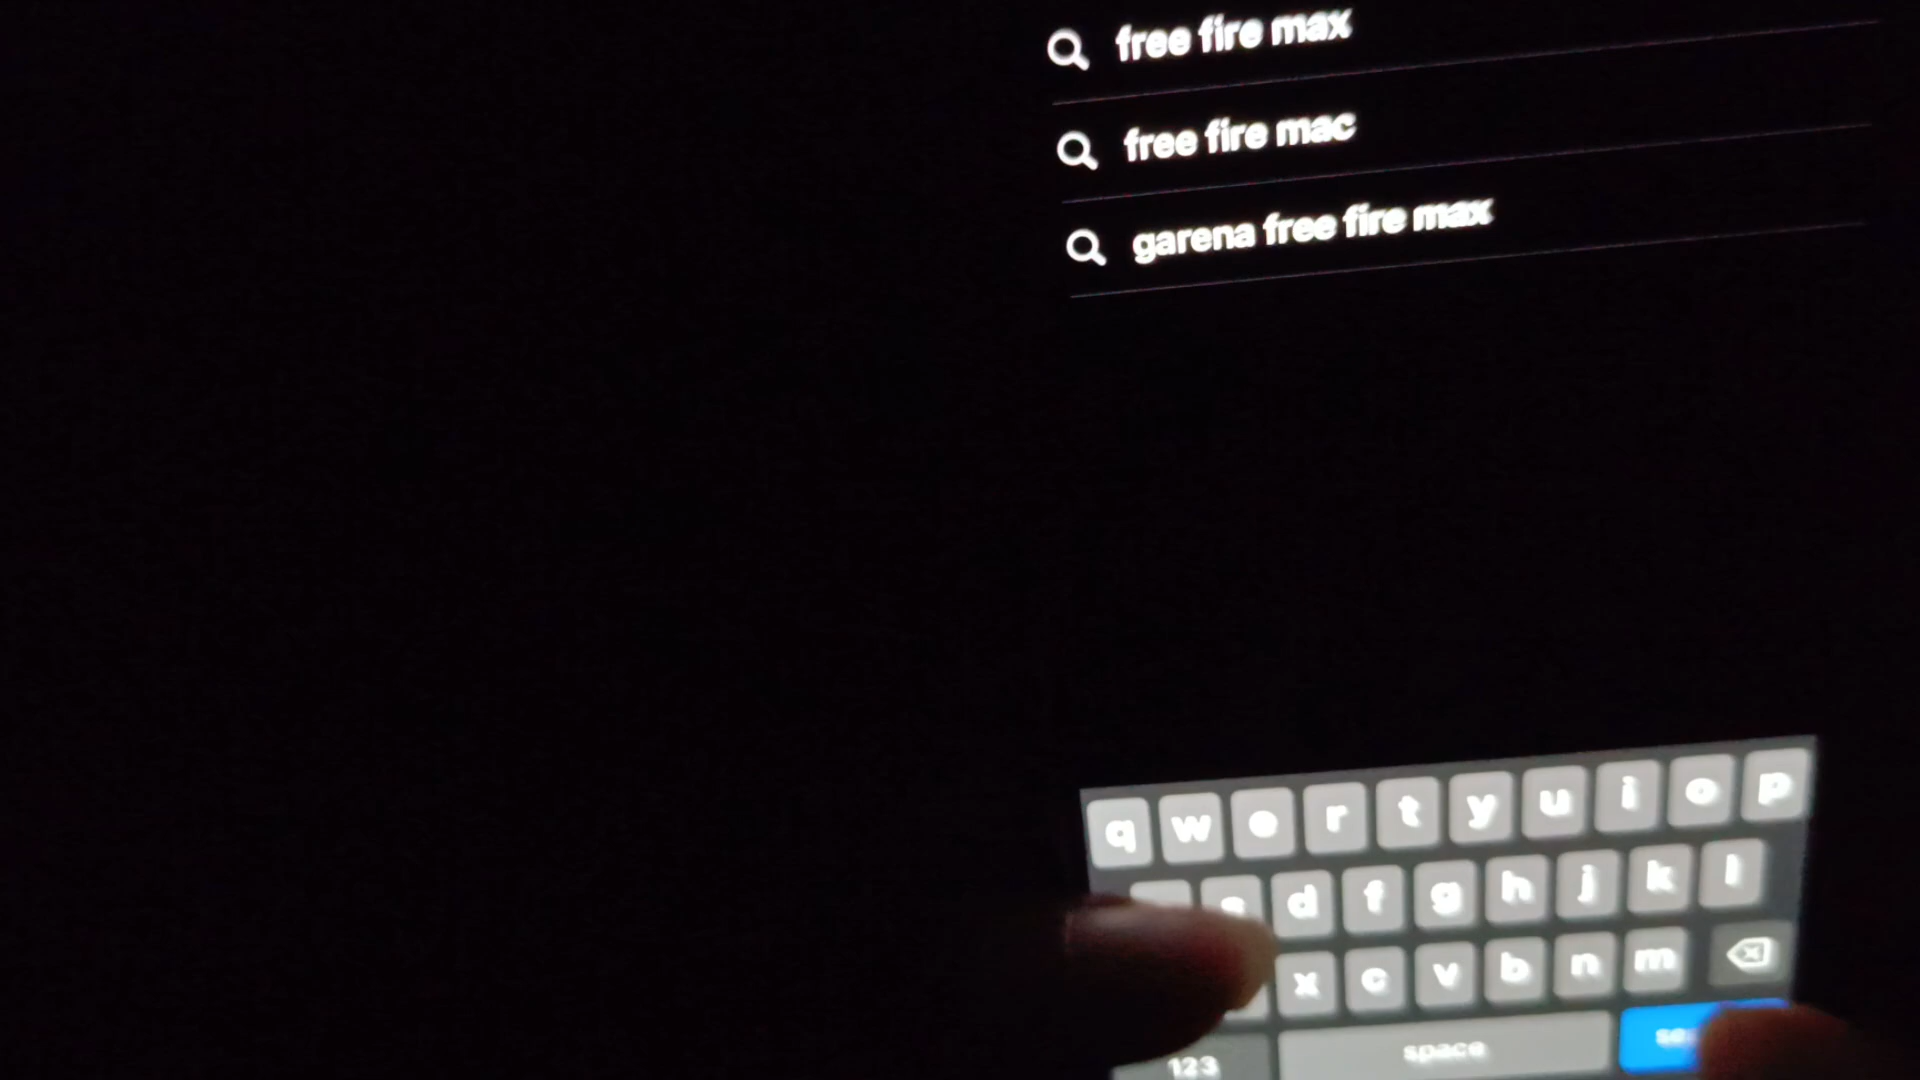 free fire max
free fire mac
garena free fire max
q w e r t y u i o p
s d f g h j k l
x c v b n m
123 space